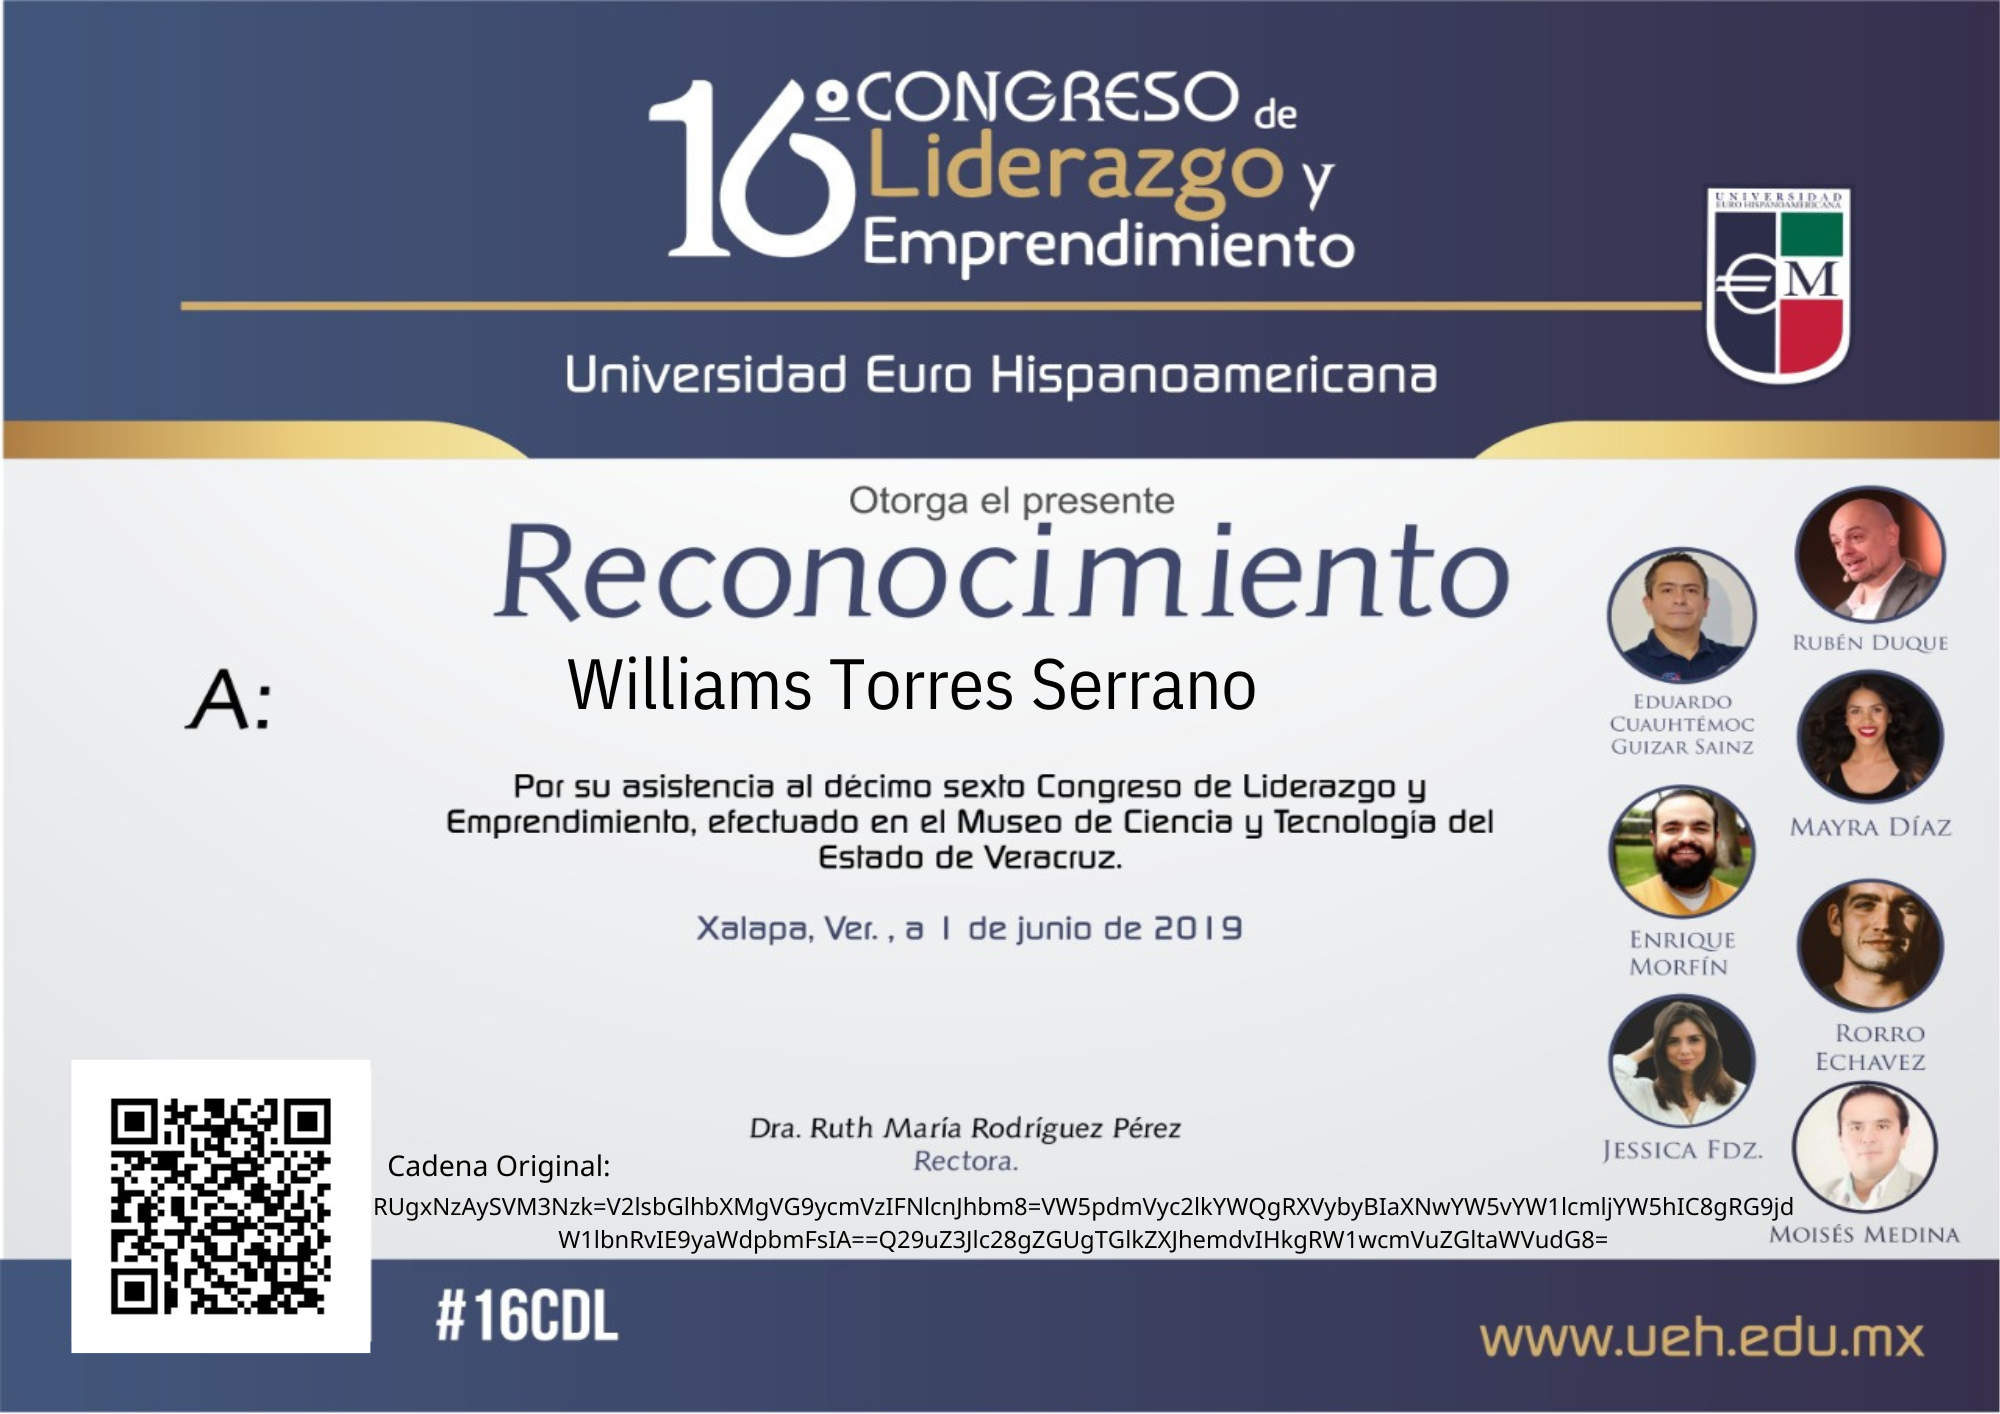 16º CONGRESO de
Liderazgo y
Emprendimiento
UNIVERSIDAD
EURO HISPANOAMERICANA
€M
Universidad Euro Hispanoamericana
Otorga el presente
Reconocimiento
A: Williams Torres Serrano
Por su asistencia al décimo sexto Congreso de Liderazgo y
Emprendimiento, efectuado en el Museo de Ciencia y Tecnología del
Estado de Veracruz.
Xalapa, Ver. , a 1 de junio de 2019
RUBÉN DUQUE
EDUARDO
CUAUHTÉMOC
GUIZAR SAINZ
MAYRA DÍAZ
ENRIQUE
MORFÍN
RORRO
ECHAVEZ
JESSICA FDZ.
MOISÉS MEDINA
Dra. Ruth María Rodríguez Pérez
Rectora.
Cadena Original:
RUgxNzAySVM3Nzk=V2lsbGlhbXMgVG9ycmVzIFNlcnJhbm8=VW5pdmVyc2lkYWQgRXVybyBIaXNwYW5vYW1lcmljYW5hIC8gRG9jd
W1lbnRvIE9yaWdpbmFsIA==Q29uZ3Jlc28gZGUgTGlkZXJhemdvIHkgRW1wcmVuZGltaWVudG8=
#16CDL
www.ueh.edu.mx